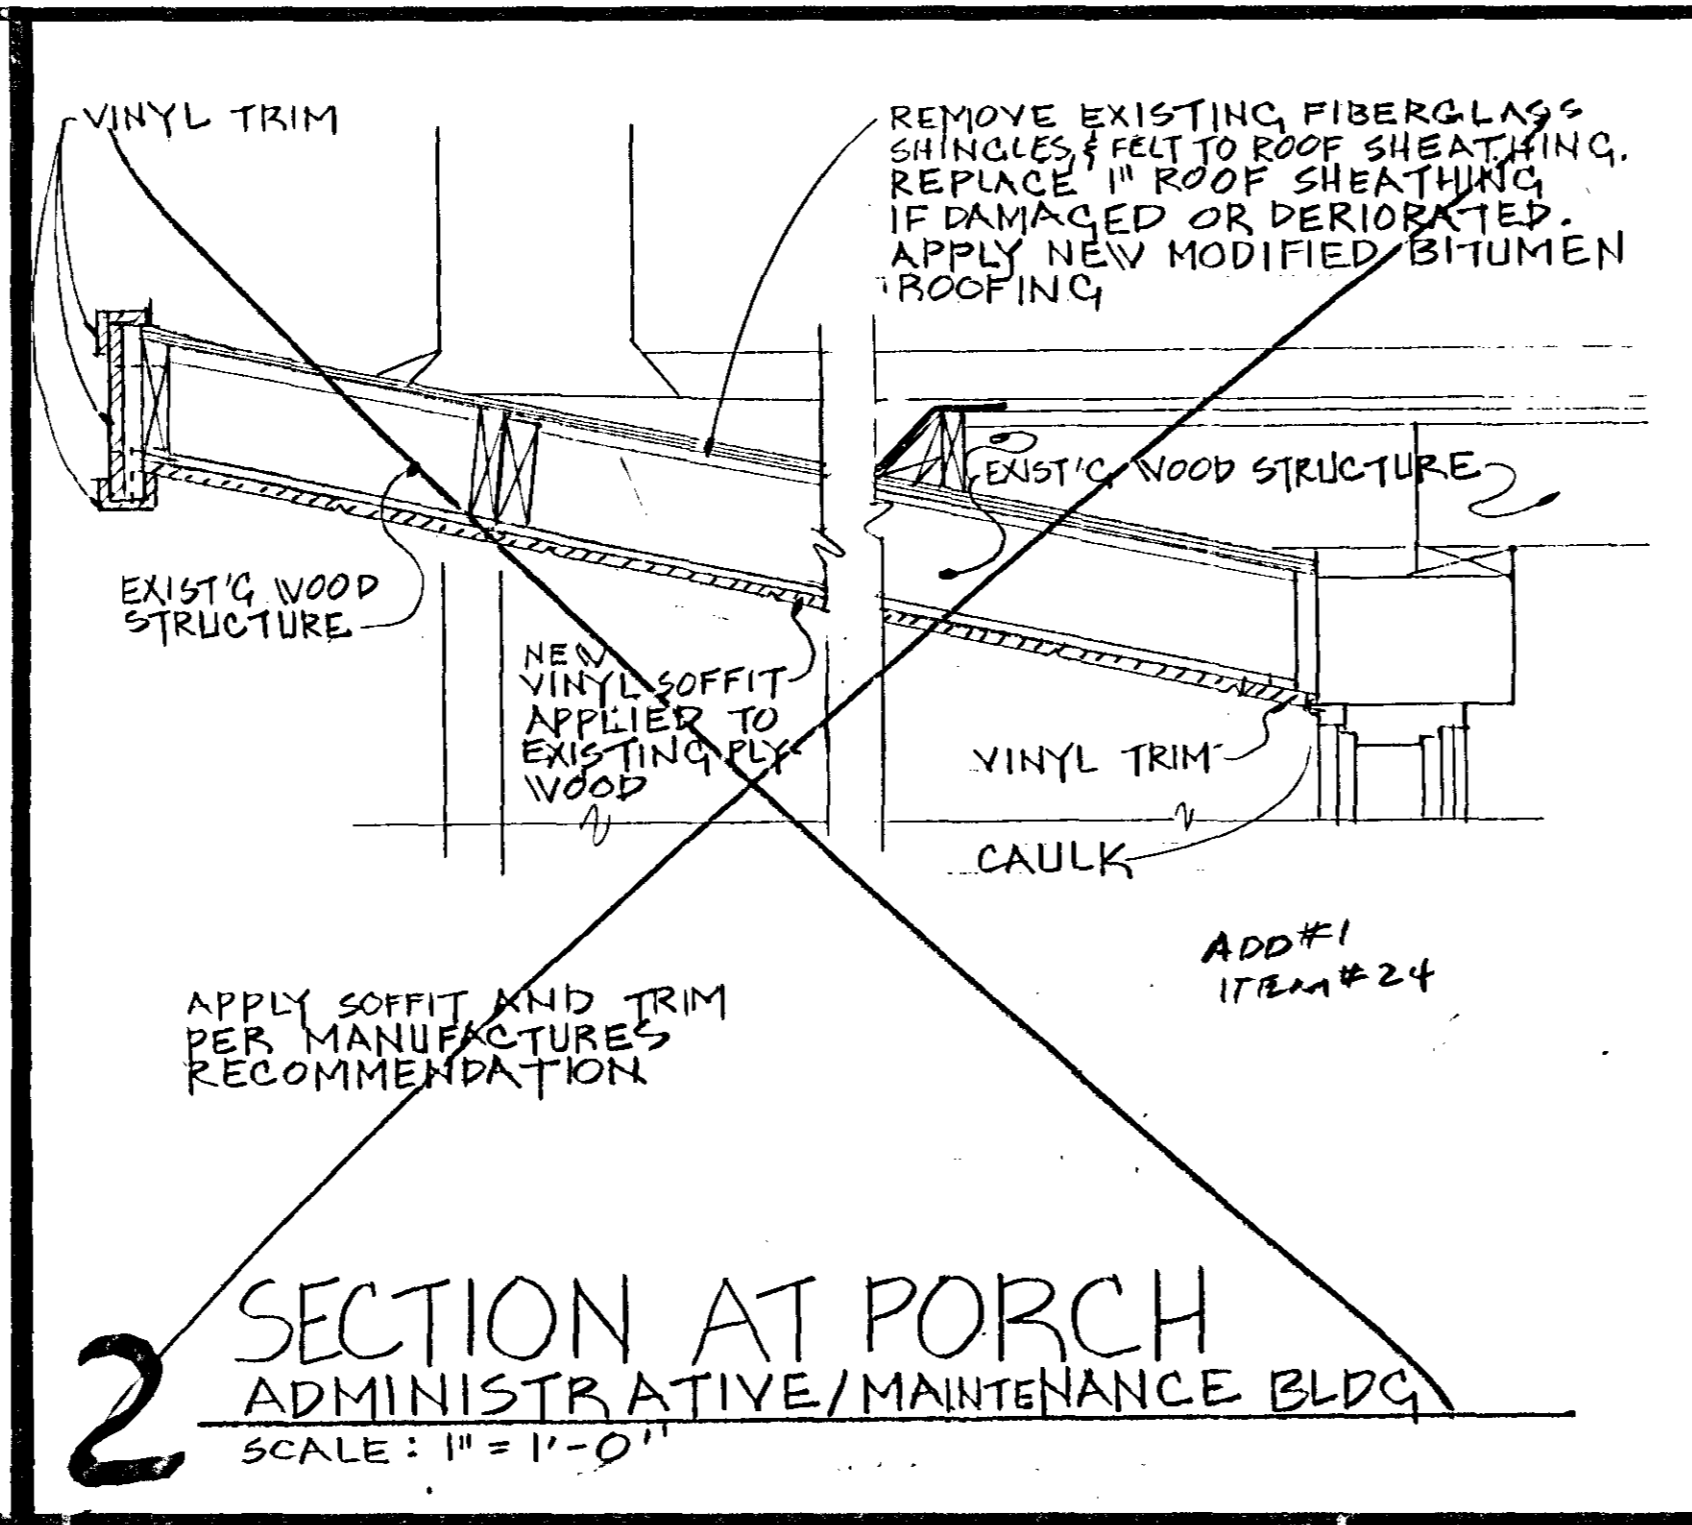 VINYL TRIM
REMOVE EXISTING FIBERGLASS
SHINGLES & FELT TO ROOF SHEATHING.
REPLACE 1" ROOF SHEATHING
IF DAMAGED OR DERIORATED.
APPLY NEW MODIFIED BITUMEN
ROOFING
EXIST'G WOOD STRUCTURE
EXIST'G WOOD
STRUCTURE
NEW
VINYL SOFFIT
APPLIED TO
EXISTING PLY-
WOOD
VINYL TRIM
CAULK
ADD #1
ITEM #24
APPLY SOFFIT AND TRIM
PER MANUFACTURES
RECOMMENDATION
2
SECTION AT PORCH
ADMINISTRATIVE/MAINTENANCE BLDG
SCALE: 1" = 1'-0"